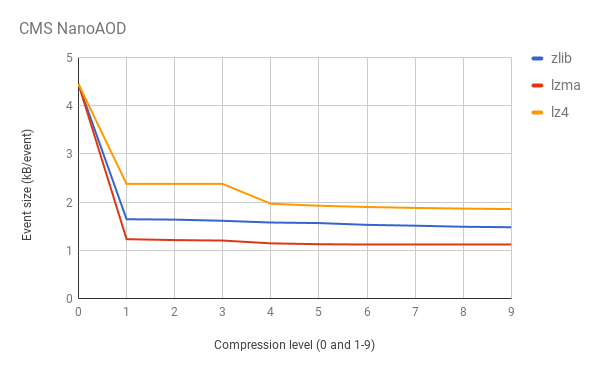 CMS NanoAOD
zlib
lzma
lz4
5
4
3
2
1
0
Event size (kB/event)
0 1 2 3 4 5 6 7 8 9
Compression level (0 and 1-9)